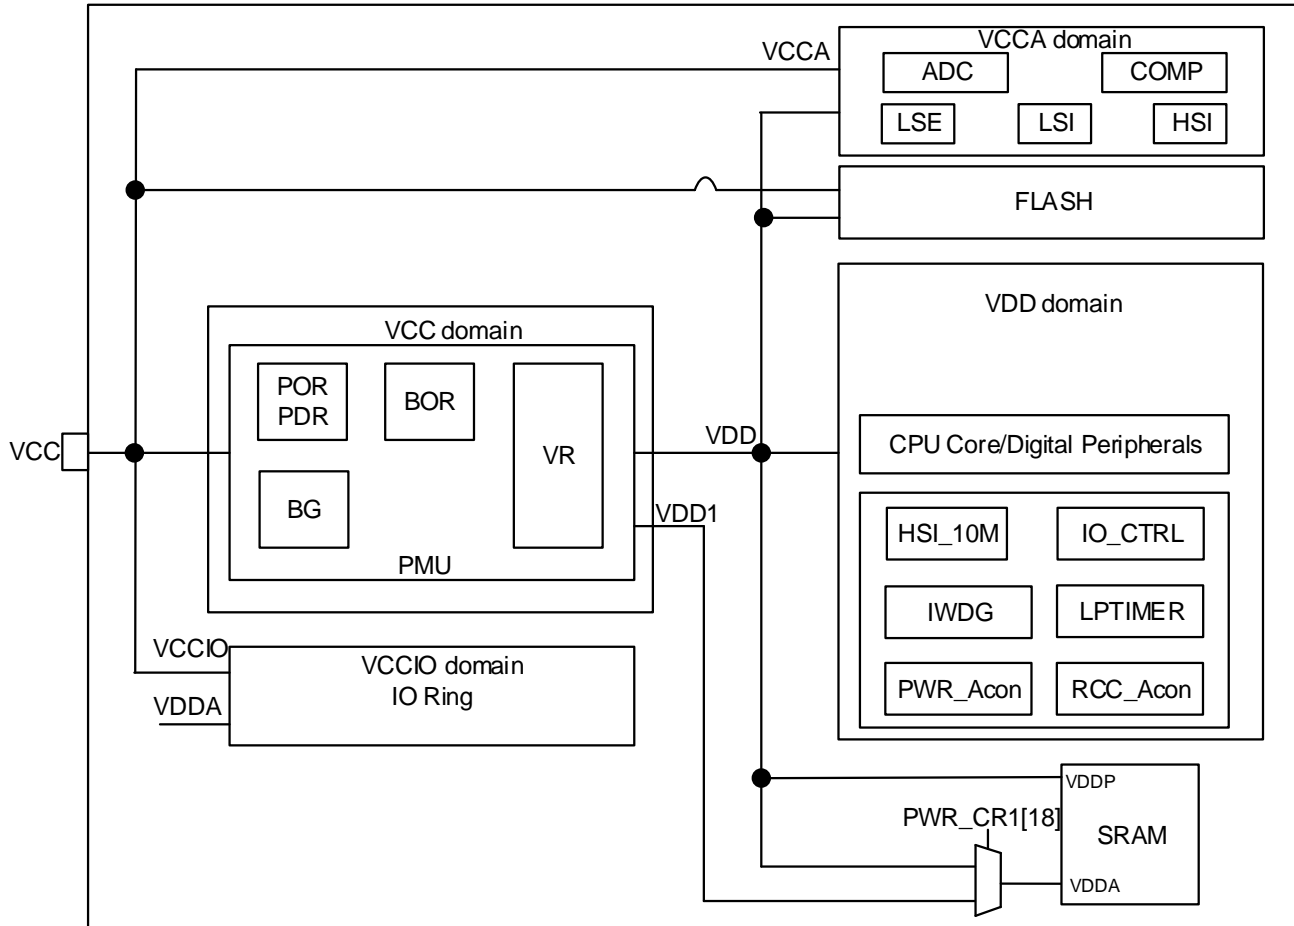 VCCA domain
VCCA
ADC
COMP
LSE
LSI
HSI
FLASH
VDD domain
VCC domain
POR
PDR
BOR
VR
BG
PMU
VCC
VDD
VDD1
CPU Core/Digital Peripherals
HSI_10M
IO_CTRL
IWDG
LPTIMER
PWR_Acon
RCC_Acon
VCCIO
VDDA
VCCIO domain
IO Ring
VDDP
PWR_CR1[18]
SRAM
VDDA